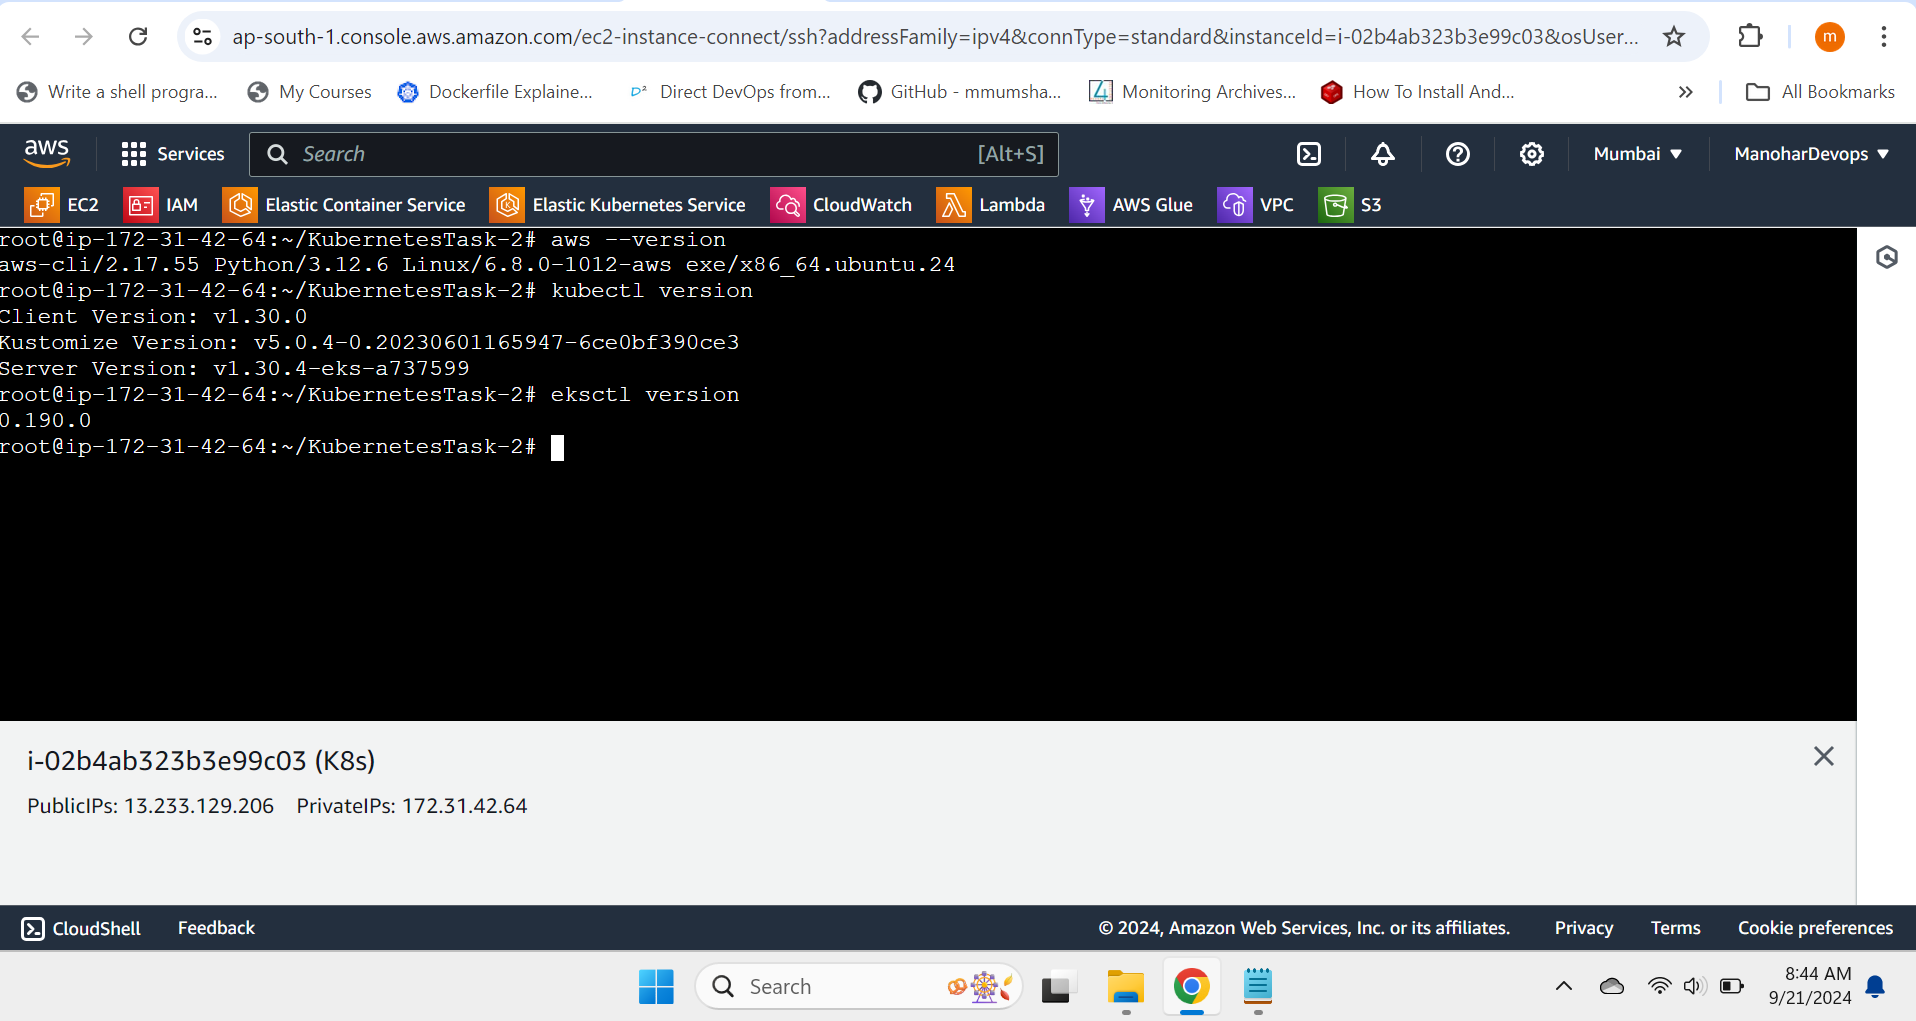 ap-south-1.console.aws.amazon.com/ec2-instance-connect/ssh?addressFamily=ipv4&connType=standard&instanceId=i-02b4ab323b3e99c03&osUser...
m
Write a shell progra... My Courses Dockerfile Explaine... D² Direct DevOps from... GitHub - mmumsha... Monitoring Archives... How To Install And... » All Bookmarks
aws Services Search [Alt+S] Mumbai ManoharDevops
EC2 IAM Elastic Container Service Elastic Kubernetes Service CloudWatch Lambda AWS Glue VPC S3
root@ip-172-31-42-64:~/KubernetesTask-2# aws --version
aws-cli/2.17.55 Python/3.12.6 Linux/6.8.0-1012-aws exe/x86_64.ubuntu.24
root@ip-172-31-42-64:~/KubernetesTask-2# kubectl version
Client Version: v1.30.0
Kustomize Version: v5.0.4-0.20230601165947-6ce0bf390ce3
Server Version: v1.30.4-eks-a737599
root@ip-172-31-42-64:~/KubernetesTask-2# eksctl version
0.190.0
root@ip-172-31-42-64:~/KubernetesTask-2#
i-02b4ab323b3e99c03 (K8s)
PublicIPs: 13.233.129.206 PrivateIPs: 172.31.42.64
CloudShell Feedback © 2024, Amazon Web Services, Inc. or its affiliates. Privacy Terms Cookie preferences
Search
8:44 AM
9/21/2024